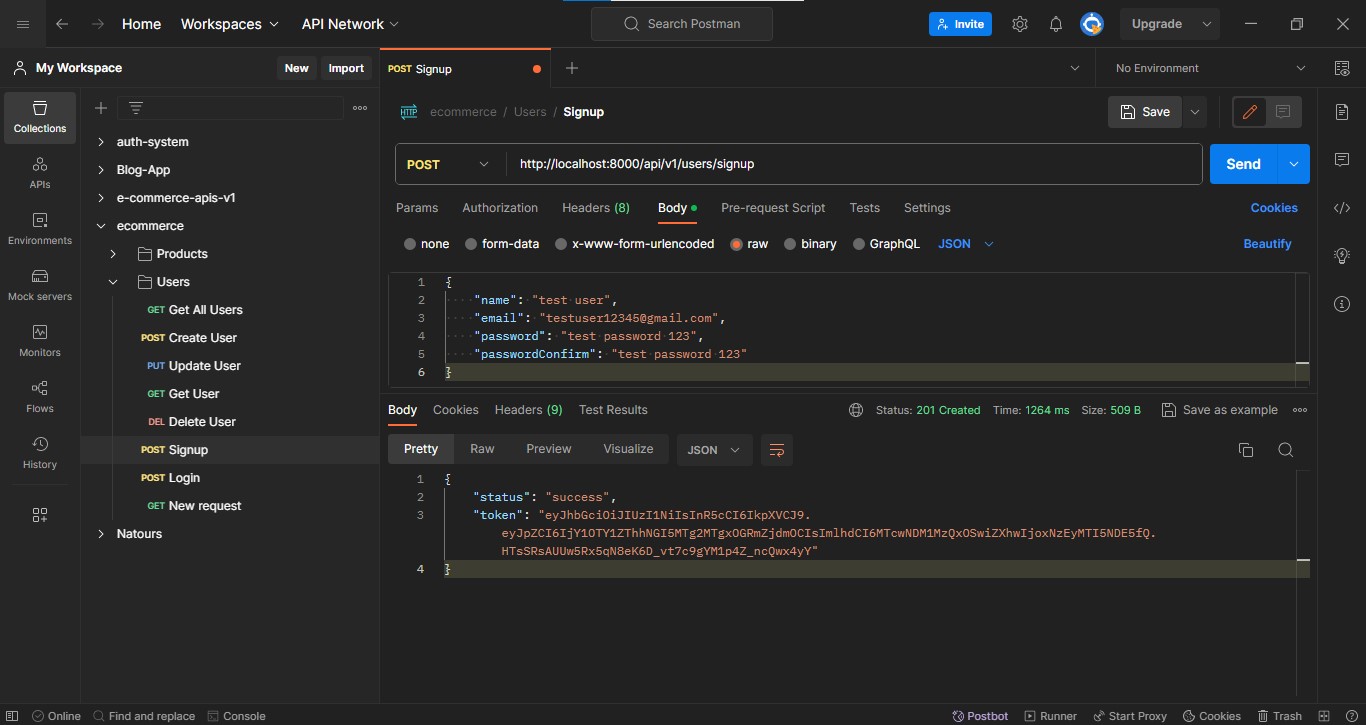 Home Workspaces API Network Search Postman Invite Upgrade
My Workspace New Import POST Signup No Environment
Collections
APIs
Environments
Mock servers
Monitors
Flows
History
auth-system
Blog-App
e-commerce-apis-v1
ecommerce
Products
Users
GET Get All Users
POST Create User
PUT Update User
GET Get User
DEL Delete User
POST Signup
POST Login
GET New request
Natours
HTTP ecommerce / Users / Signup Save
POST http://localhost:8000/api/v1/users/signup Send
Params Authorization Headers (8) Body Pre-request Script Tests Settings Cookies
none form-data x-www-form-urlencoded raw binary GraphQL JSON Beautify
1 {
2 "name": "test user",
3 "email": "testuser12345@gmail.com",
4 "password": "test password 123",
5 "passwordConfirm": "test password 123"
6 }
Body Cookies Headers (9) Test Results Status: 201 Created Time: 1264 ms Size: 509 B Save as example
Pretty Raw Preview Visualize JSON
1 {
2 "status": "success",
3 "token": "eyJhbGciOiJIUzI1NiIsInR5cCI6IkpXVCJ9.
eyJpZCI6IjY1OTY1ZThhNGI5MTg2MTgxOGRmZjdmOCIsImlhdCI6MTcwNDM1MzQxOSwiZXhwIjoxNzEyMTI5NDE5fQ.
HTsSRsAUUw5Rx5qN8eK6D_vt7c9gYM1p4Z_ncQwx4yY"
4 }
Online Find and replace Console Postbot Runner Start Proxy Cookies Trash